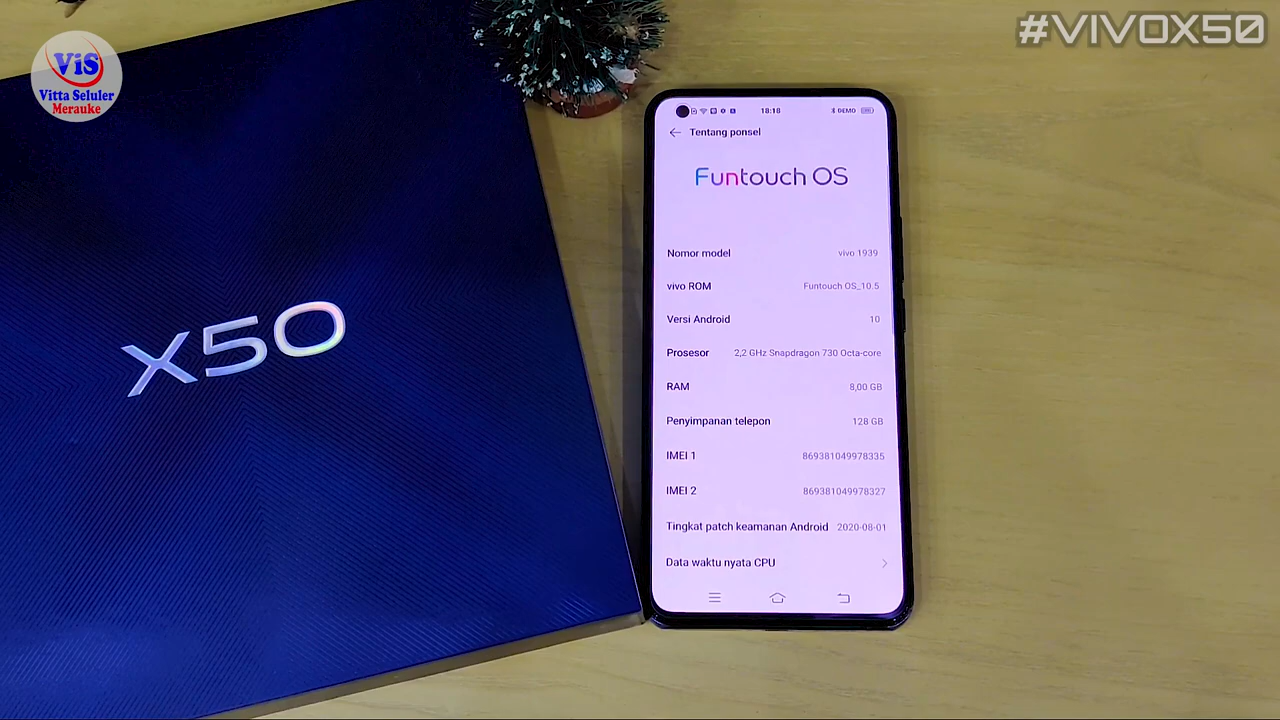 ViS
Vitta Seluler
Merauke
#VIVOX50
X50
18:18
DEMO
Tentang ponsel
Funtouch OS
Nomor model vivo 1939
vivo ROM Funtouch OS_10.5
Versi Android 10
Prosesor 2,2 GHz Snapdragon 730 Octa-core
RAM 8,00 GB
Penyimpanan telepon 128 GB
IMEI 1 869381049978335
IMEI 2 869381049978327
Tingkat patch keamanan Android 2020-08-01
Data waktu nyata CPU